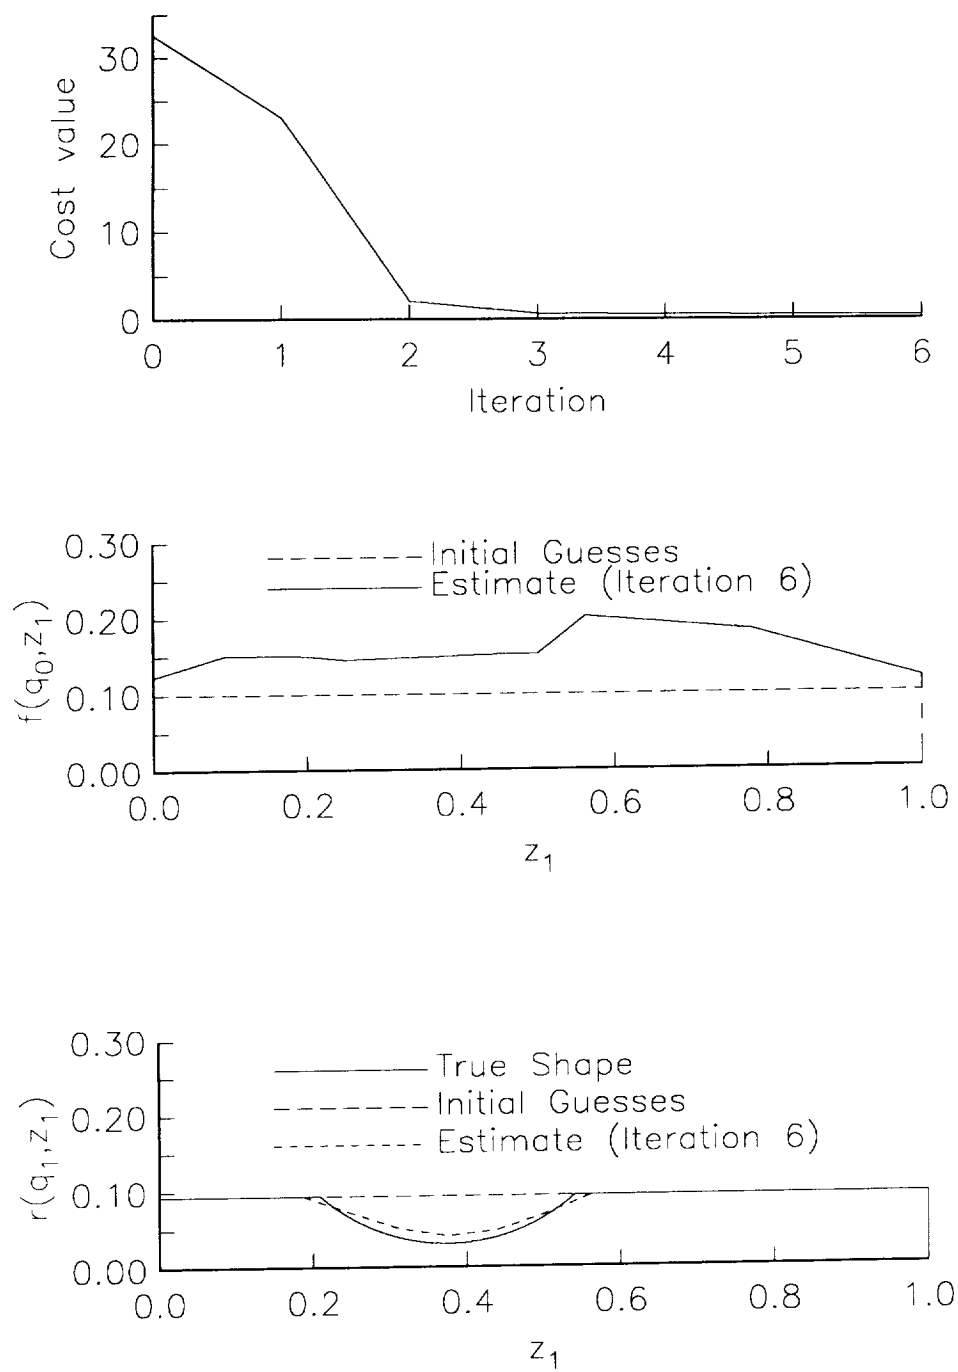 Cost value
30
20
10
0
0 1 2 3 4 5 6
Iteration
f(q0,z1)
0.30
0.20
0.10
0.00
Initial Guesses
Estimate (Iteration 6)
0.0 0.2 0.4 0.6 0.8 1.0
z1
r(q1,z1)
0.30
0.20
0.10
0.00
True Shape
Initial Guesses
Estimate (Iteration 6)
0.0 0.2 0.4 0.6 0.8 1.0
z1